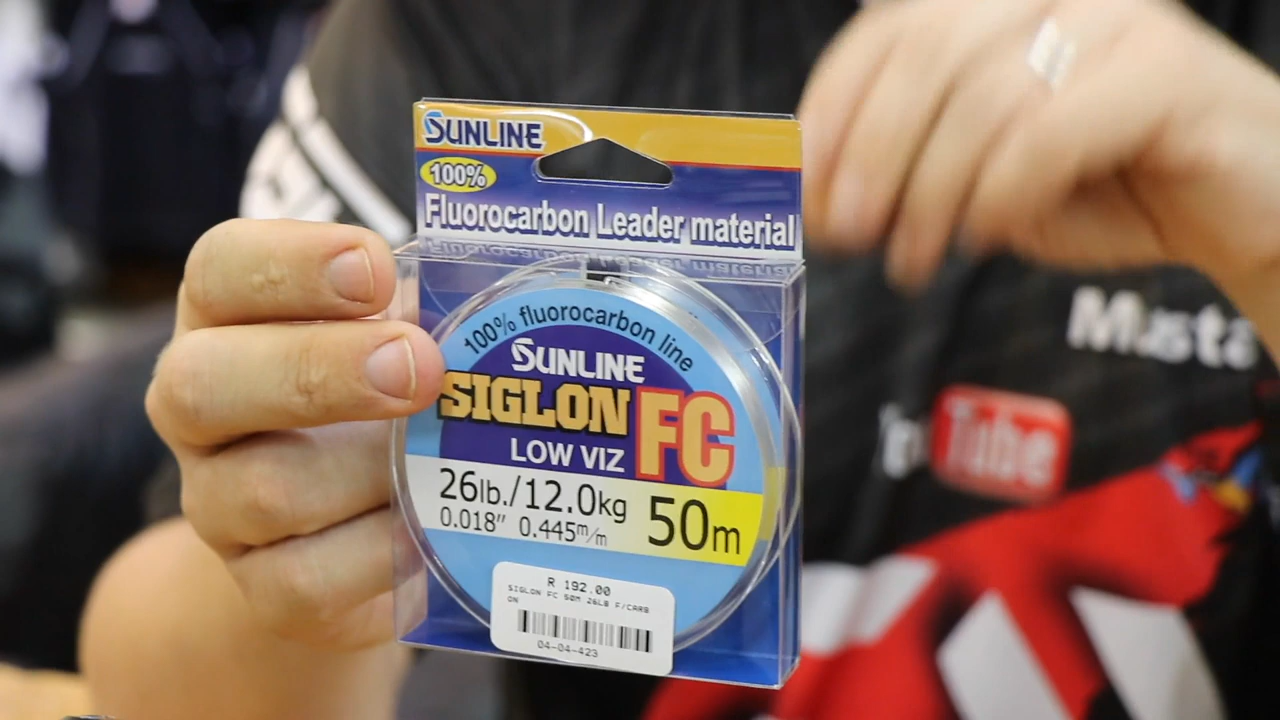 SUNLINE
100%
Fluorocarbon Leader material
100% fluorocarbon line
SUNLINE
SIGLON FC
LOW VIZ
26lb./12.0kg 50m
0.018" 0.445m/m
R 192.00
SIGLON FC 50M 26LB F/CARB
ON
04-04-423
Musta
Tube